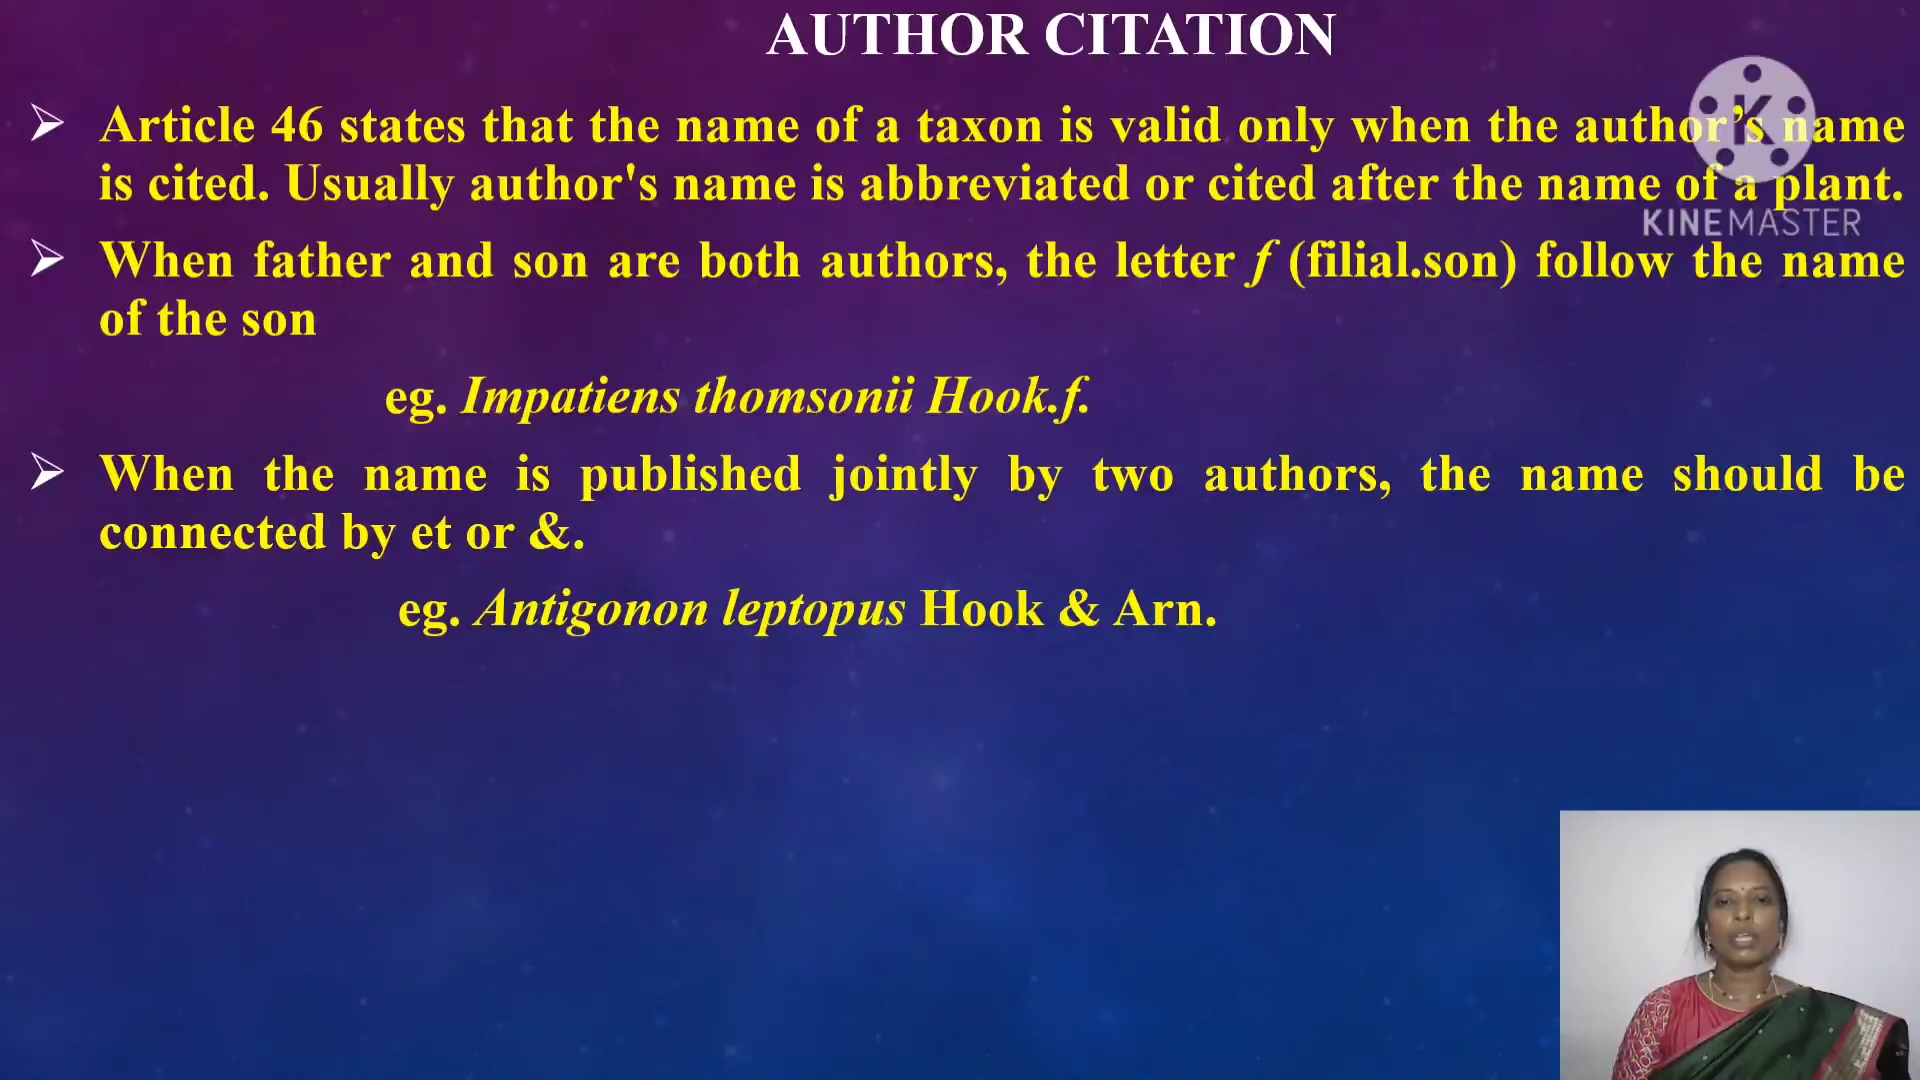 AUTHOR CITATION
➢ Article 46 states that the name of a taxon is valid only when the author’s name
is cited. Usually author's name is abbreviated or cited after the name of a plant.
KINEMASTER
➢ When father and son are both authors, the letter f (filial.son) follow the name
of the son
eg. Impatiens thomsonii Hook.f.
➢ When the name is published jointly by two authors, the name should be
connected by et or &.
eg. Antigonon leptopus Hook & Arn.